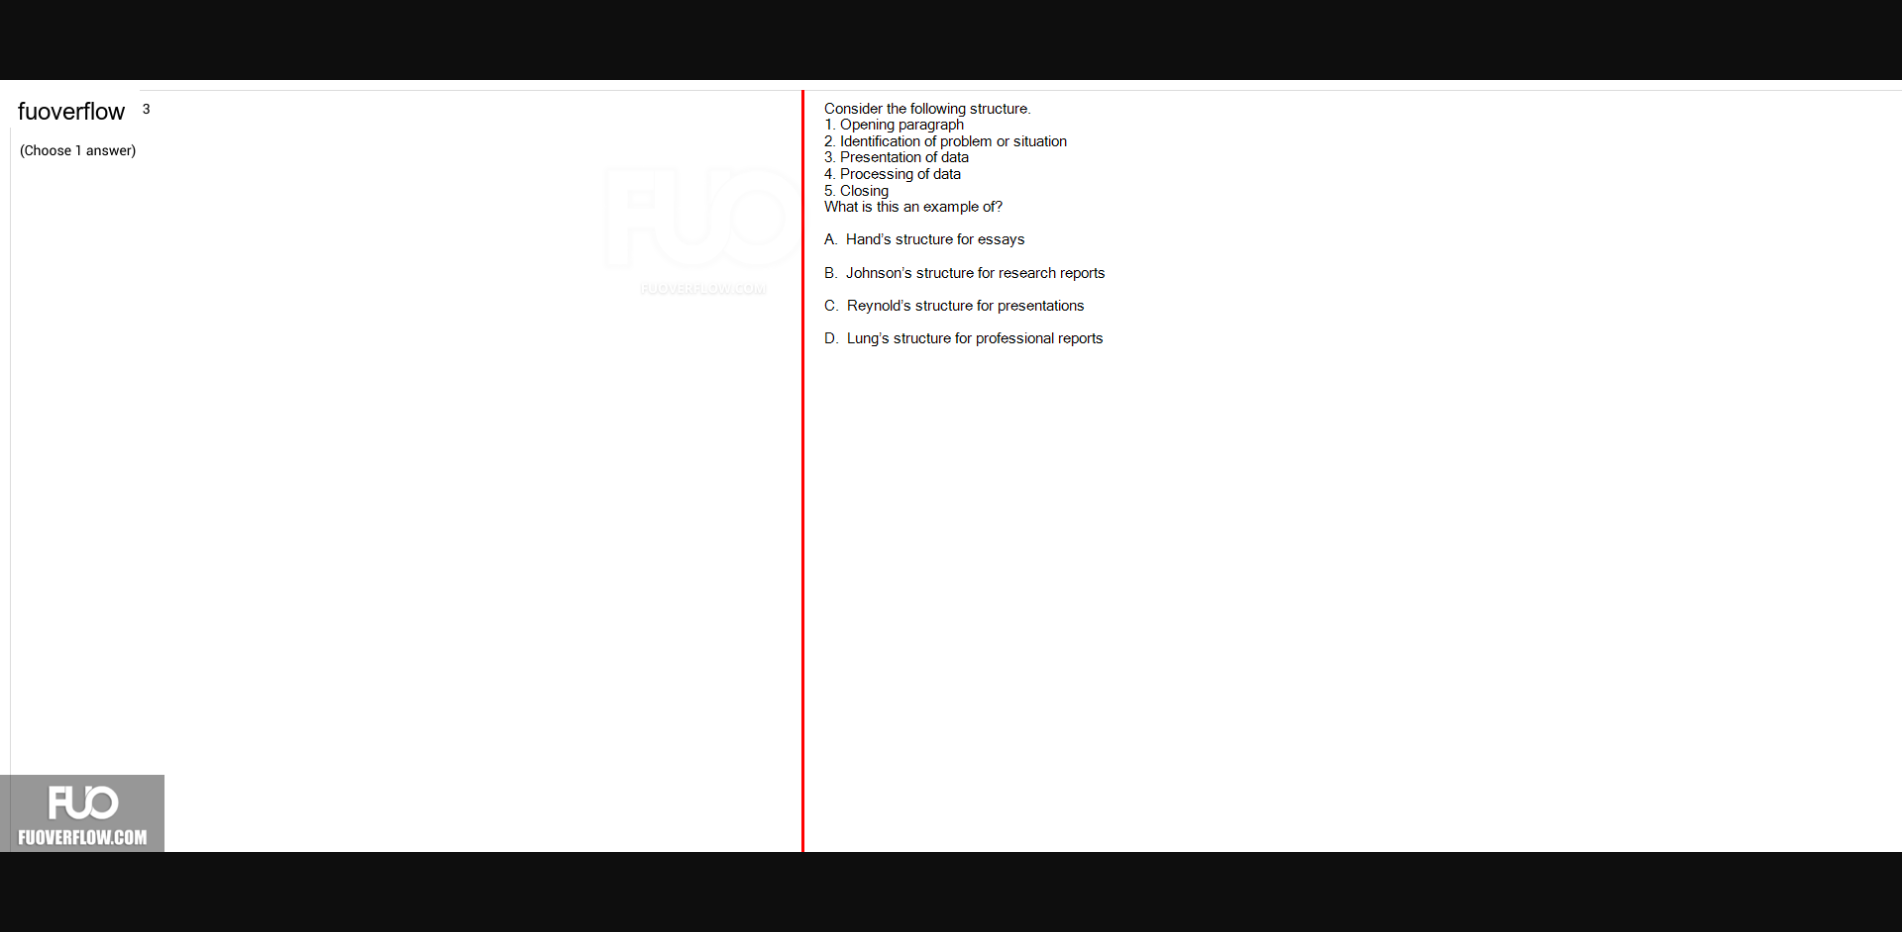 fuoverflow 3
(Choose 1 answer)
FUO
FUOVERFLOW.COM
Consider the following structure.
1. Opening paragraph
2. Identification of problem or situation
3. Presentation of data
4. Processing of data
5. Closing
What is this an example of?
A. Hand's structure for essays
B. Johnson's structure for research reports
C. Reynold's structure for presentations
D. Lung's structure for professional reports
FUO
FUOVERFLOW.COM